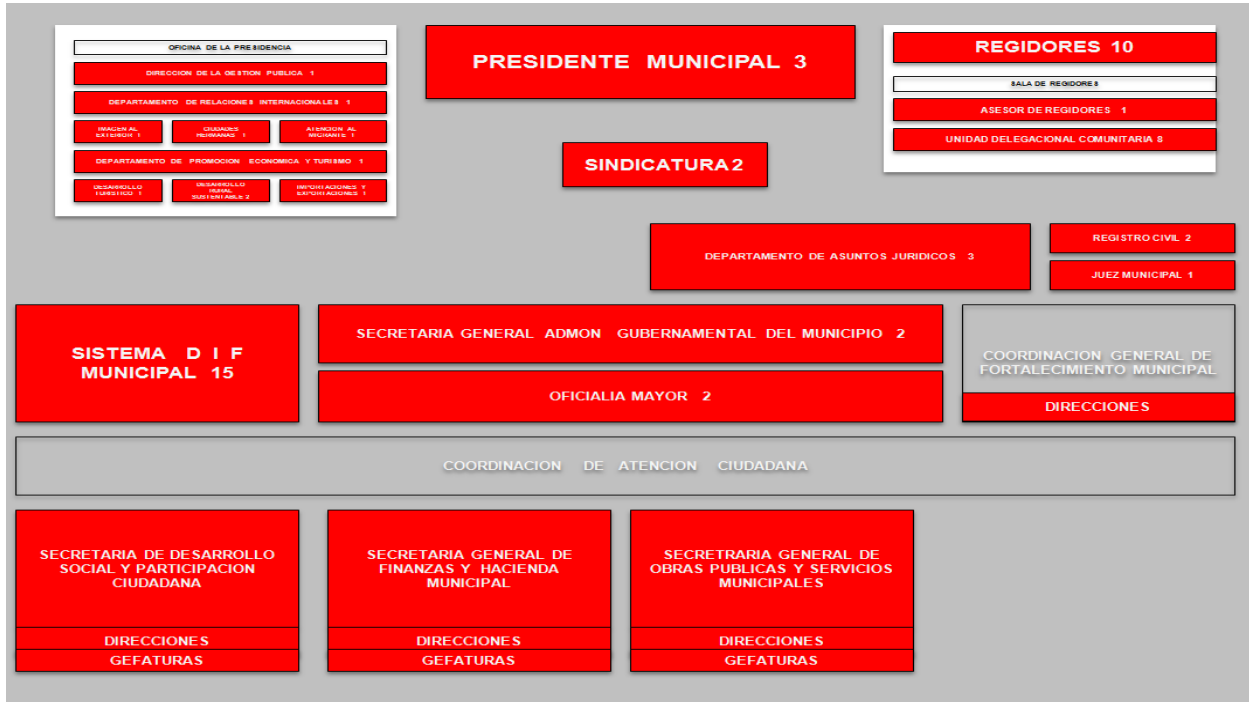 OFICINA DE LA PRESIDENCIA
DIRECCION DE LA GESTION PUBLICA 1
DEPARTAMENTO DE RELACIONES INTERNACIONALES 1
IMAGEN AL
EXTERIOR 1
CIUDADES
HERMANAS 1
ATENCION AL
MIGRANTE 1
DEPARTAMENTO DE PROMOCION ECONOMICA Y TURISMO 1
DESARROLLO
TURISTICO 1
DESARROLLO
RURAL
SUSTENTABLE 2
IMPORTACIONES Y
EXPORTACIONES 1
PRESIDENTE MUNICIPAL 3
SINDICATURA 2
REGIDORES 10
SALA DE REGIDORES
ASESOR DE REGIDORES 1
UNIDAD DELEGACIONAL COMUNITARIA 8
DEPARTAMENTO DE ASUNTOS JURIDICOS 3
REGISTRO CIVIL 2
JUEZ MUNICIPAL 1
SISTEMA D I F
MUNICIPAL 15
SECRETARIA GENERAL ADMON GUBERNAMENTAL DEL MUNICIPIO 2
OFICIALIA MAYOR 2
COORDINACION GENERAL DE
FORTALECIMIENTO MUNICIPAL
DIRECCIONES
COORDINACION DE ATENCION CIUDADANA
SECRETARIA DE DESARROLLO
SOCIAL Y PARTICIPACION
CIUDADANA
DIRECCIONES
GEFATURAS
SECRETARIA GENERAL DE
FINANZAS Y HACIENDA
MUNICIPAL
DIRECCIONES
GEFATURAS
SECRETRARIA GENERAL DE
OBRAS PUBLICAS Y SERVICIOS
MUNICIPALES
DIRECCIONES
GEFATURAS